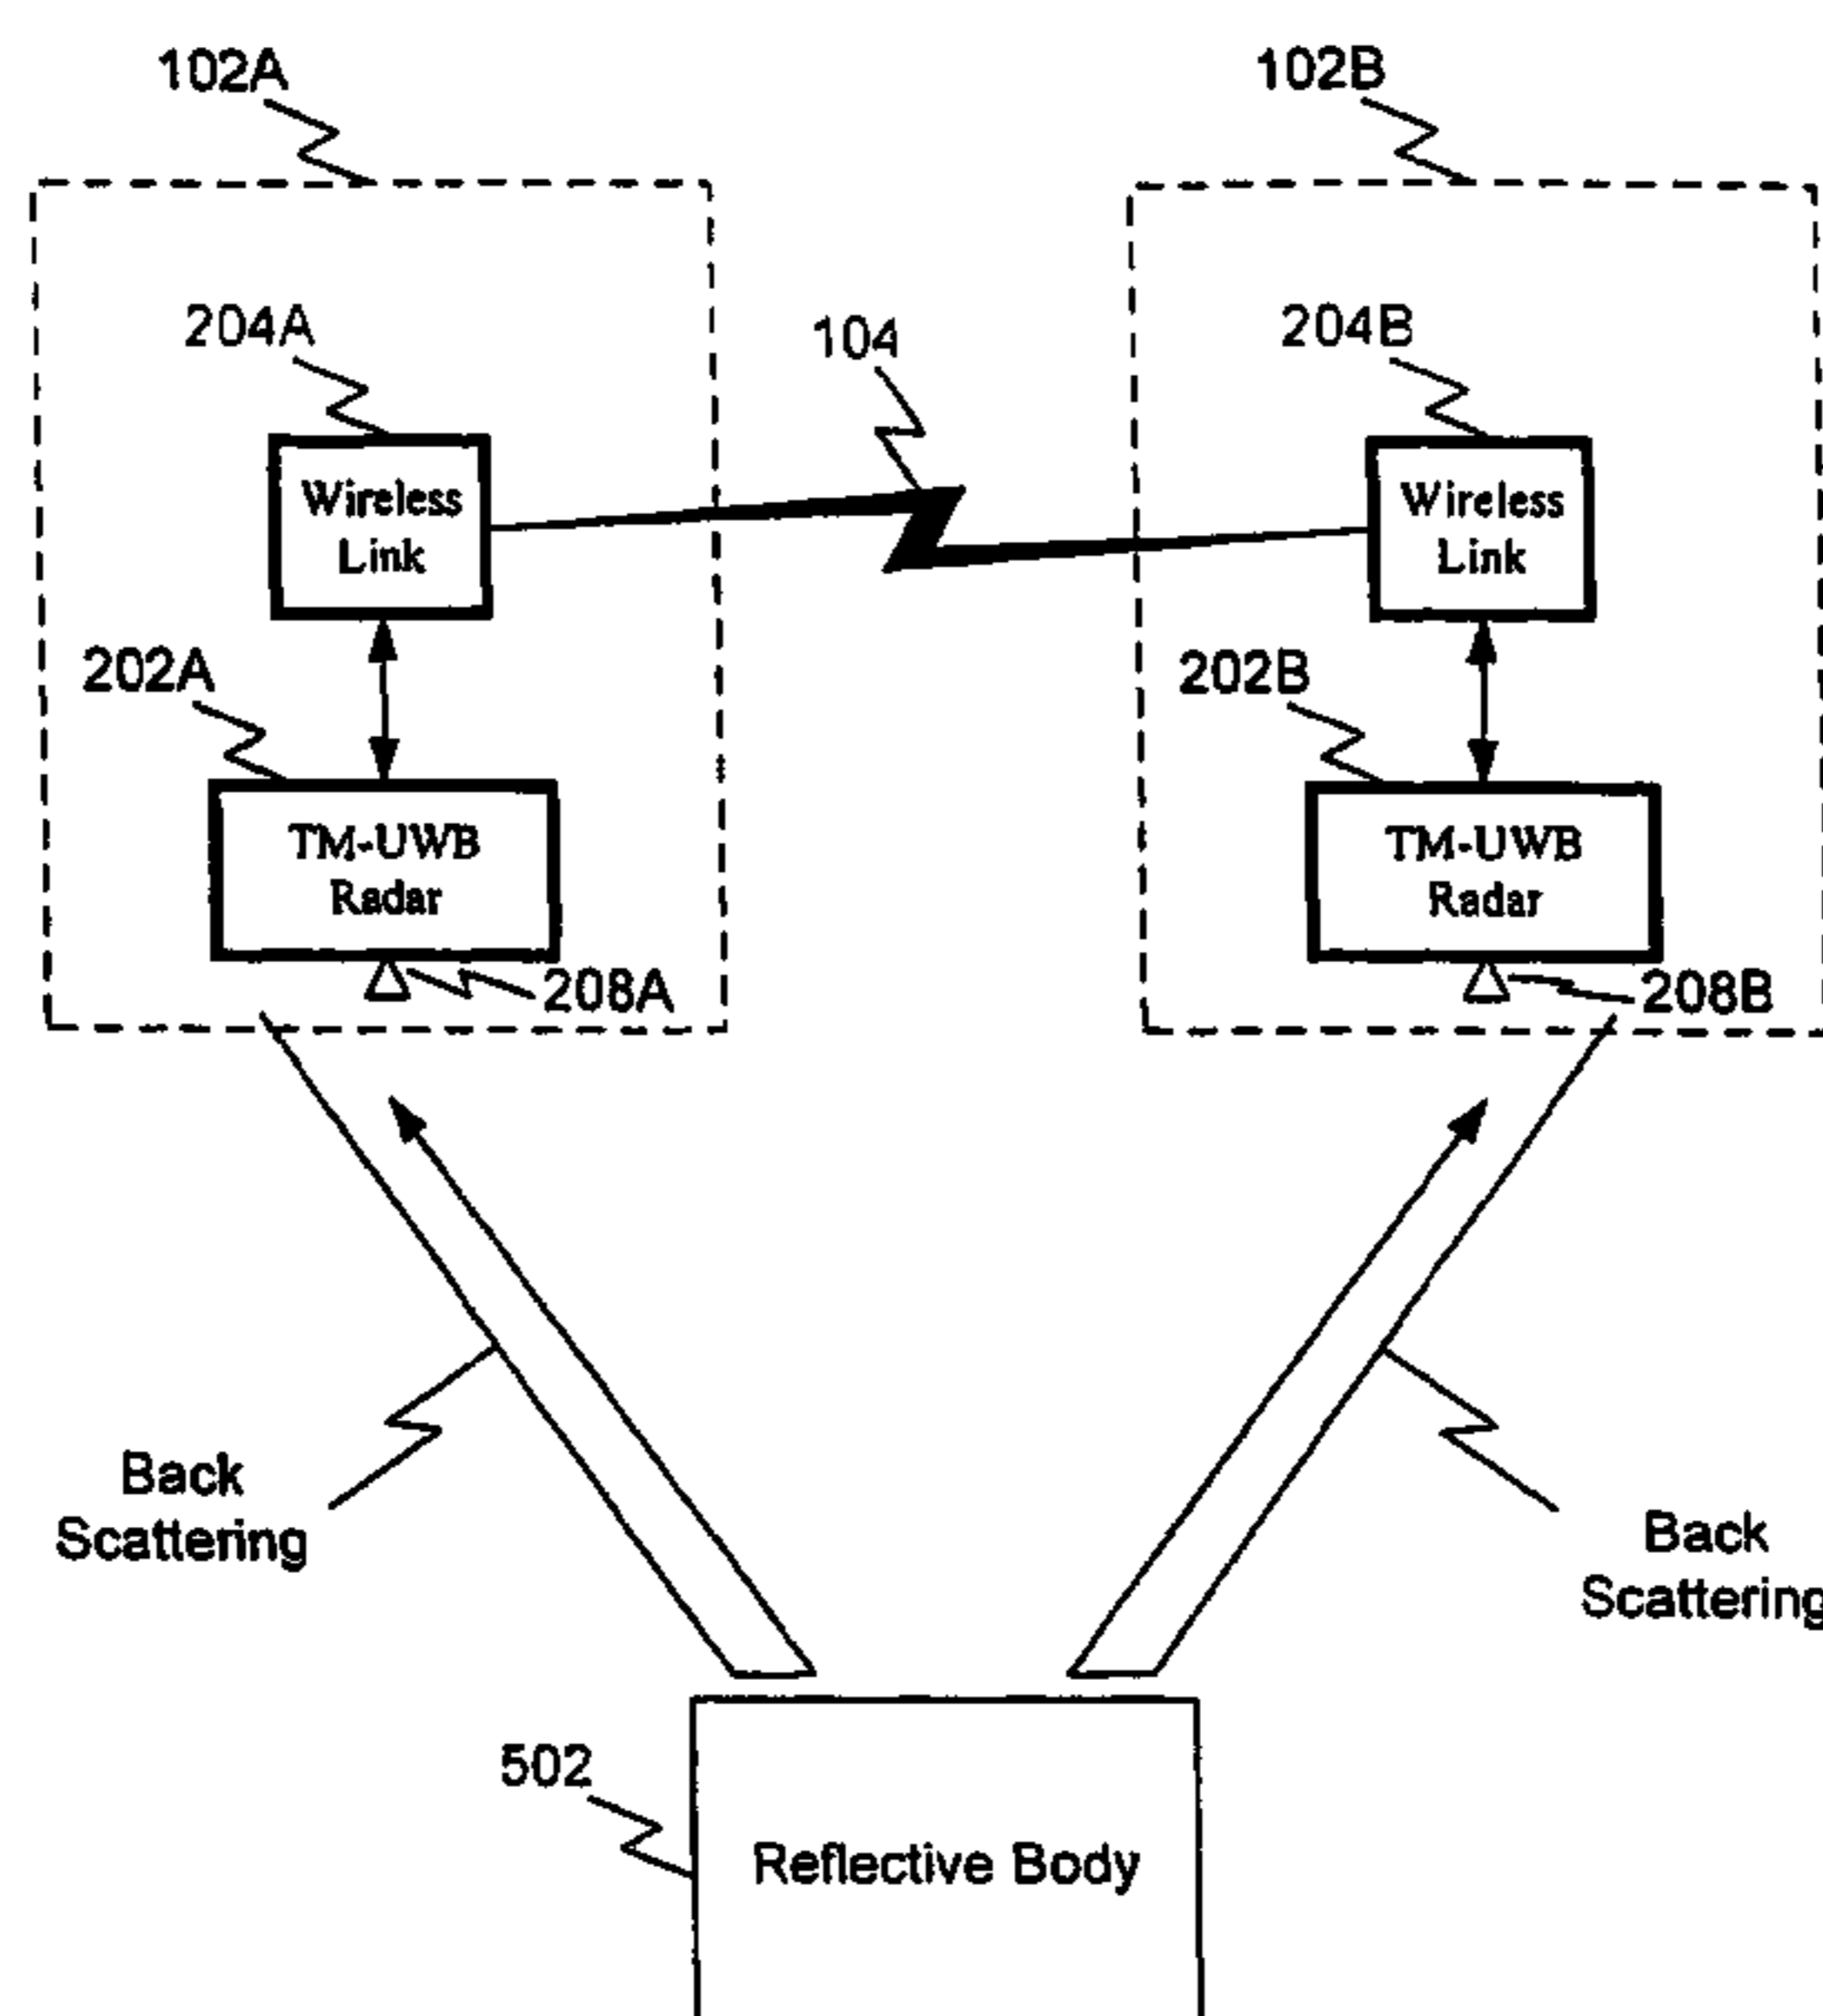 102A
102B
204A
104
204B
Wireless
Link
Wireless
Link
202A
202B
TM-UWB
Radar
TM-UWB
Radar
208A
208B
Back
Scattering
Back
Scattering
502
Reflective Body